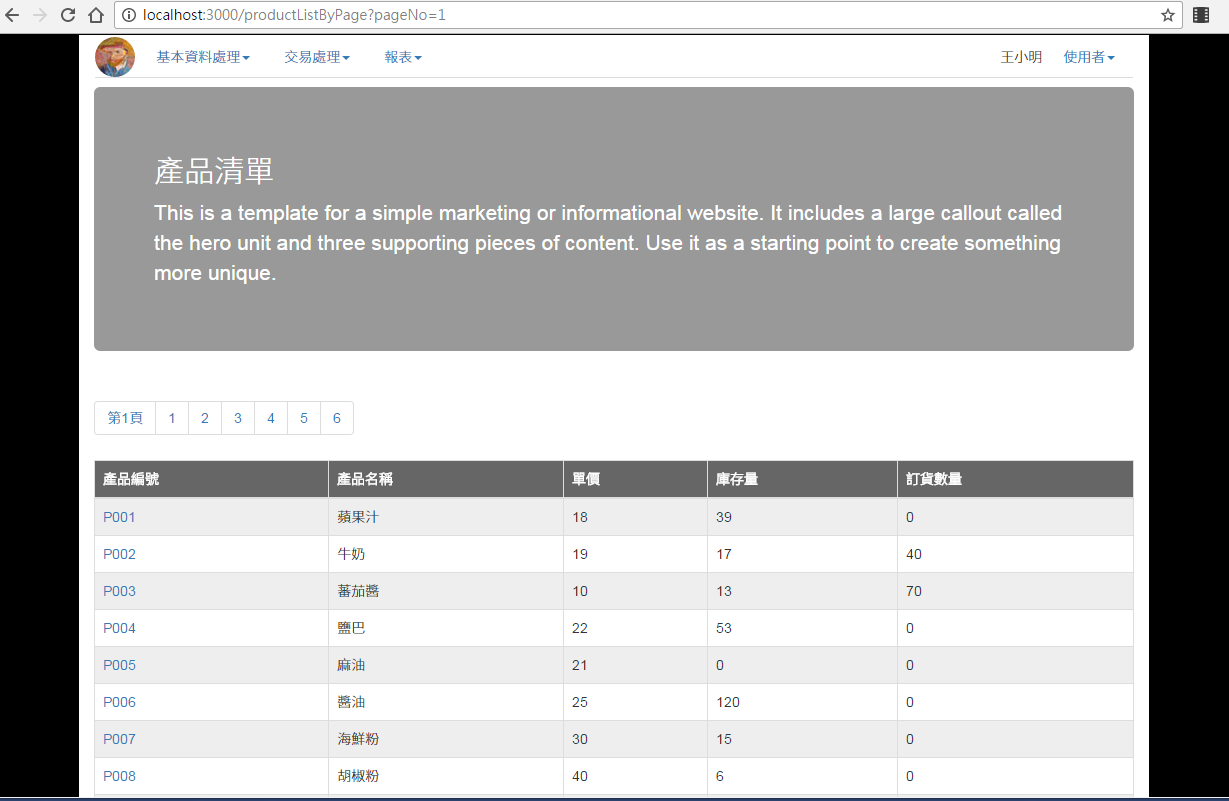 localhost:3000/productListByPage?pageNo=1
基本資料處理 交易處理 報表 王小明 使用者
產品清單
This is a template for a simple marketing or informational website. It includes a large callout called
the hero unit and three supporting pieces of content. Use it as a starting point to create something
more unique.
第1頁 1 2 3 4 5 6
產品編號 產品名稱 單價 庫存量 訂貨數量
P001 蘋果汁 18 39 0
P002 牛奶 19 17 40
P003 蕃茄醬 10 13 70
P004 鹽巴 22 53 0
P005 麻油 21 0 0
P006 醬油 25 120 0
P007 海鮮粉 30 15 0
P008 胡椒粉 40 6 0